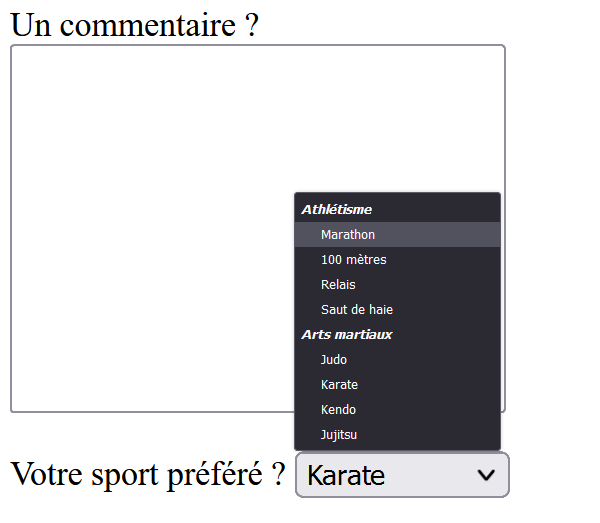 Un commentaire ?
Athlétisme
Marathon
100 mètres
Relais
Saut de haie
Arts martiaux
Judo
Karate
Kendo
Jujitsu
Votre sport préféré ? Karate